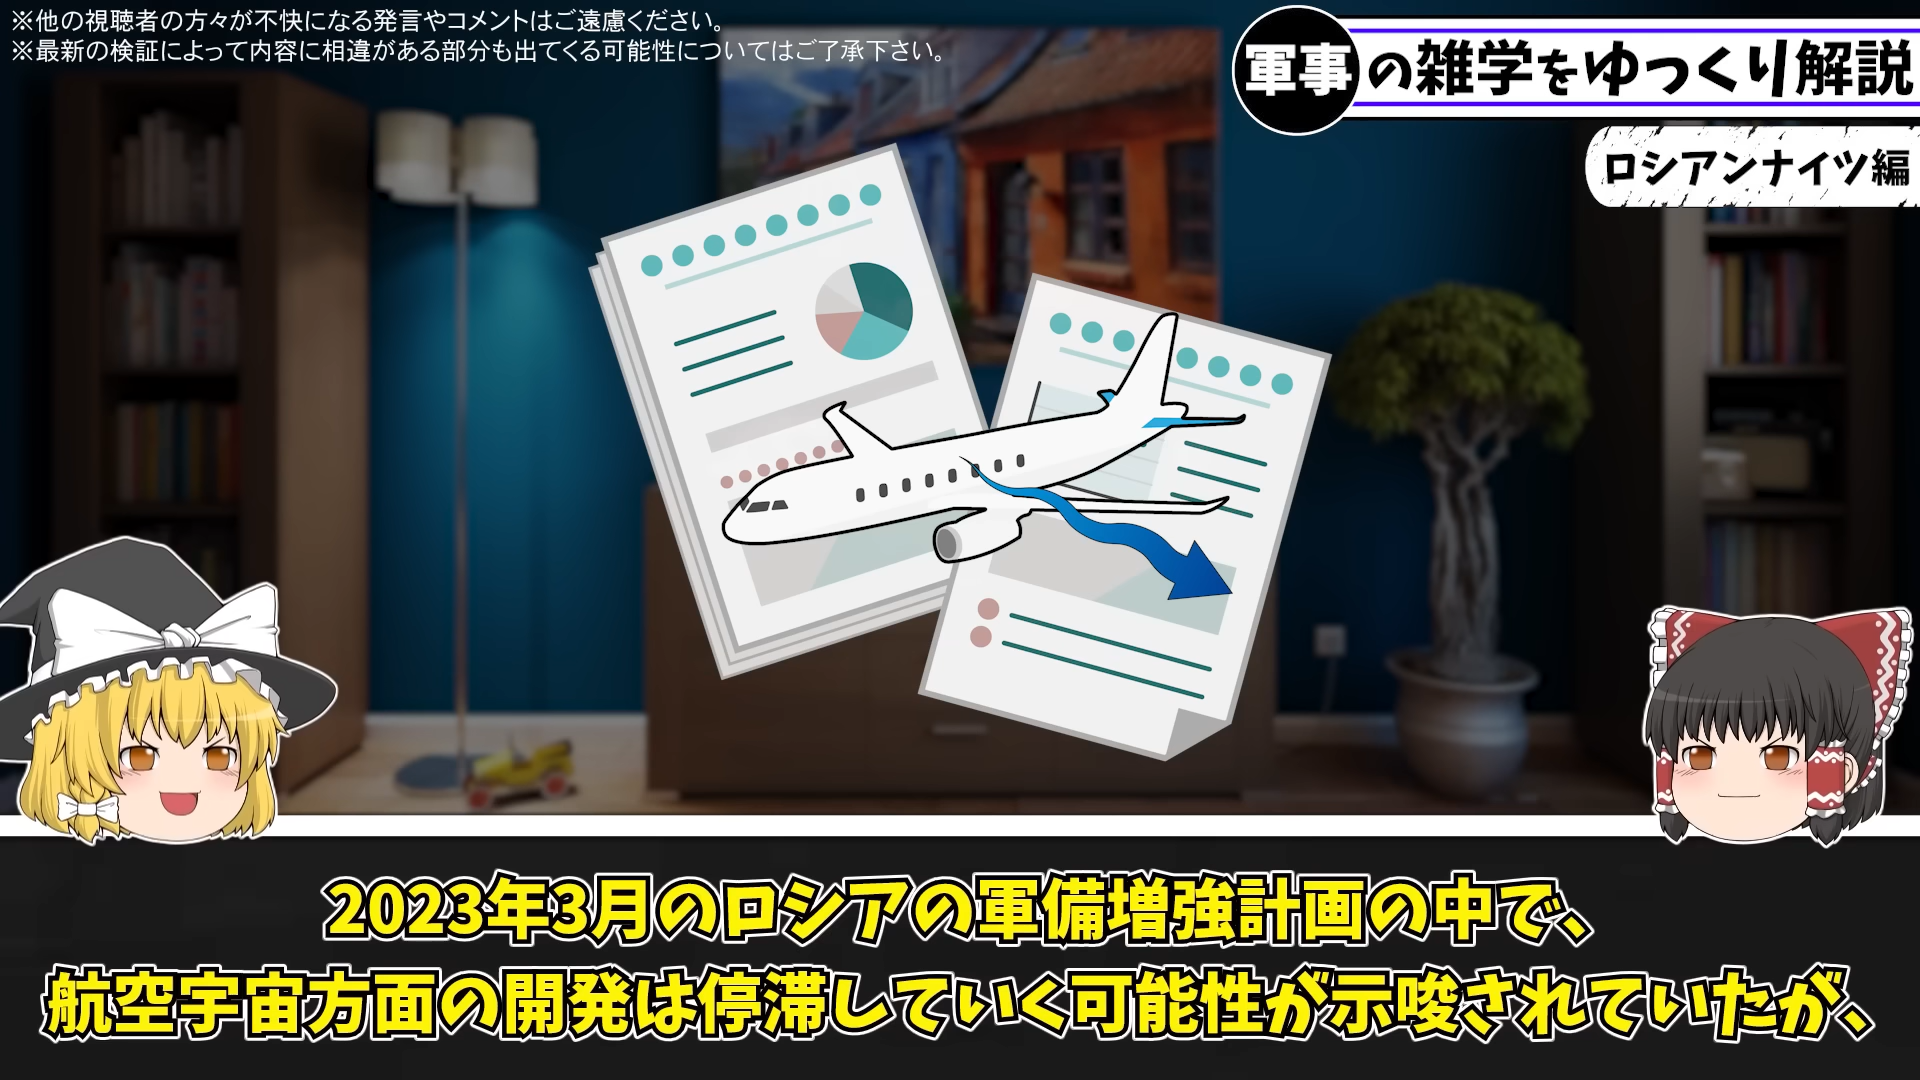 ※他の視聴者の方々が不快になる発言やコメントはご遠慮ください。
※最新の検証によって内容に相違がある部分も出てくる可能性についてはご了承下さい。
軍事の雑学をゆっくり解説
ロシアンナイツ編
2023年3月のロシアの軍備増強計画の中で、
航空宇宙方面の開発は停滞していく可能性が示唆されていたが、